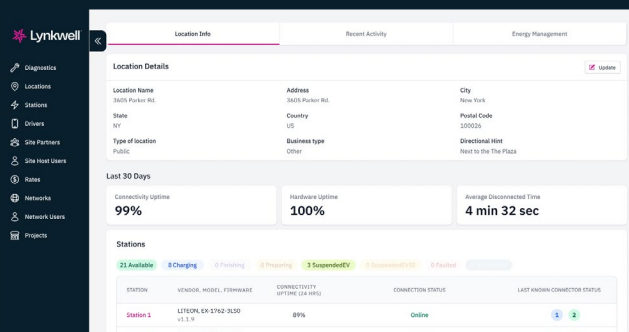 Lynkwell
Diagnostics
Locations
Stations
Drivers
Site Partners
Site Host Users
Rates
Networks
Network Users
Projects
Location Info
Recent Activity
Energy Management
Location Details
Update
Location Name
Address
City
3605 Parker Rd.
3605 Parker Rd.
New York
State
Country
Postal Code
NY
US
100026
Type of location
Business type
Directional Hint
Public
Other
Next to the The Plaza
Last 30 Days
Connectivity Uptime
Hardware Uptime
Average Disconnected Time
99%
100%
4 min 32 sec
Stations
21 Available
8 Charging
0 Finishing
0 Preparing
3 SuspendedEV
0 SuspendedEVSE
0 Faulted
STATION
VENDOR, MODEL, FIRMWARE
CONNECTIVITY
UPTIME (24 HRS)
CONNECTION STATUS
LAST KNOWN CONNECTOR STATUS
Station 1
LITEON, EX-1762-3LS0
v1.1.9
89%
Online
1
2